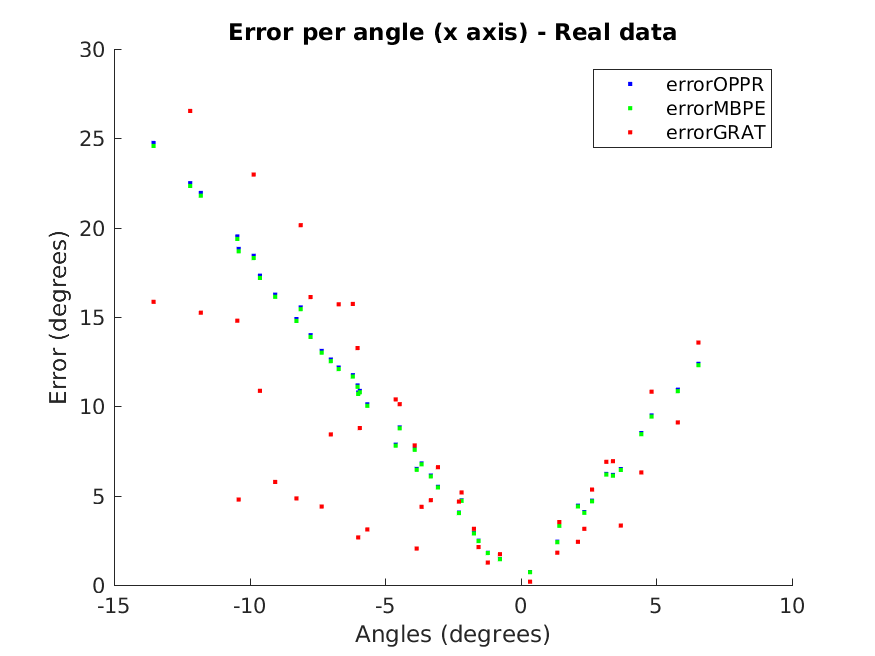 Error per angle (x axis) - Real data
errorOPPR
errorMBPE
errorGRAT
Error (degrees)
30
25
20
15
10
5
0
-15 -10 -5 0 5 10
Angles (degrees)